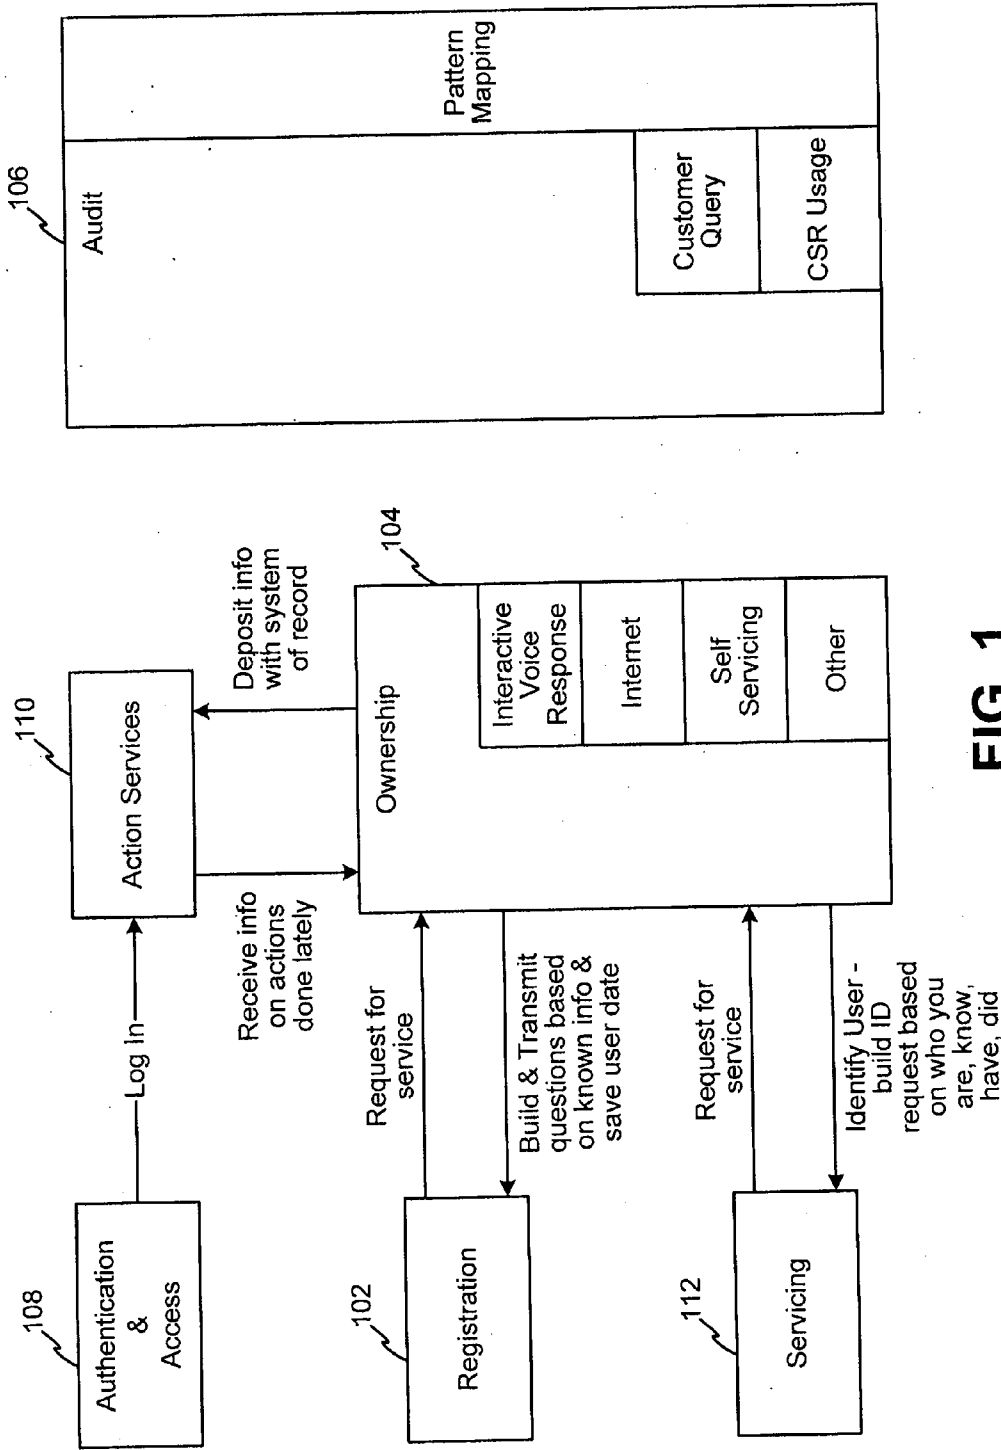 108
Authentication
&
Access
Log In
110
Action Services
Receive info
on actions
done lately
Deposit info
with system
of record
102
Registration
Request for
service
Build & Transmit
questions based
on known info &
save user date
112
Servicing
Request for
service
Identify User -
build ID
request based
on who you
are, know,
have, did
104
Ownership
Interactive
Voice
Response
Internet
Self
Servicing
Other
106
Audit
Customer
Query
CSR Usage
Pattern
Mapping
FIG. 1